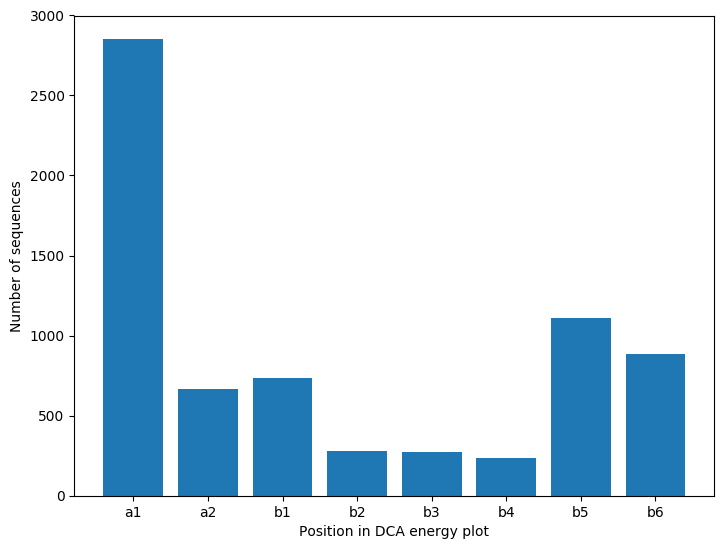 3000
2500
2000
1500
1000
500
0
Number of sequences
a1 a2 b1 b2 b3 b4 b5 b6
Position in DCA energy plot